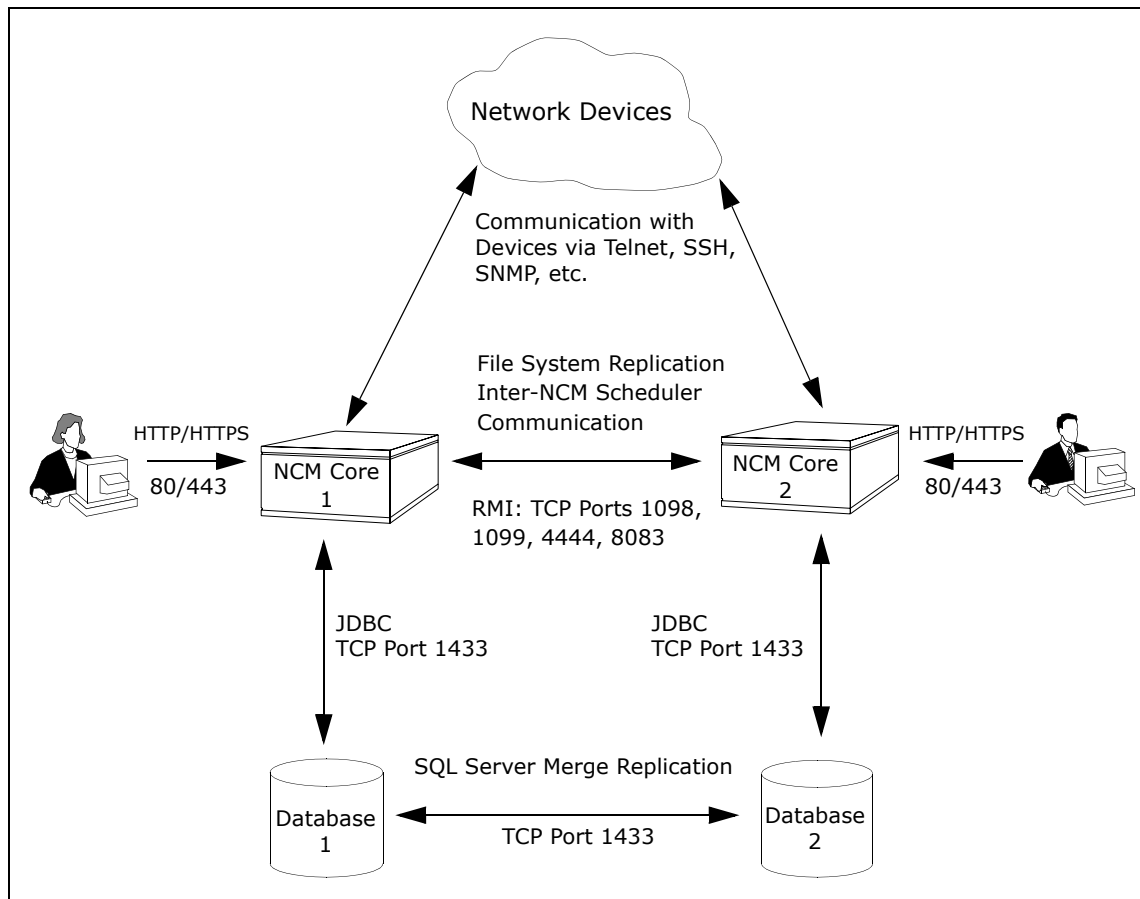 Network Devices
Communication with
Devices via Telnet, SSH,
SNMP, etc.
File System Replication
Inter-NCM Scheduler
Communication
HTTP/HTTPS
80/443
NCM Core
1
RMI: TCP Ports 1098,
1099, 4444, 8083
NCM Core
2
HTTP/HTTPS
80/443
JDBC
TCP Port 1433
JDBC
TCP Port 1433
SQL Server Merge Replication
Database
1
TCP Port 1433
Database
2